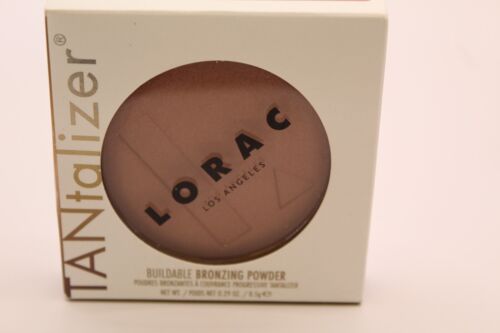 TANtalizer®
LORAC
LOS ANGELES
BUILDABLE BRONZING POWDER
POUDRES BRONZANTES À COUVRANCE PROGRESSIVE TANTALIZER
NET WT / POIDS NET 0.29 OZ / 8.5g ℮